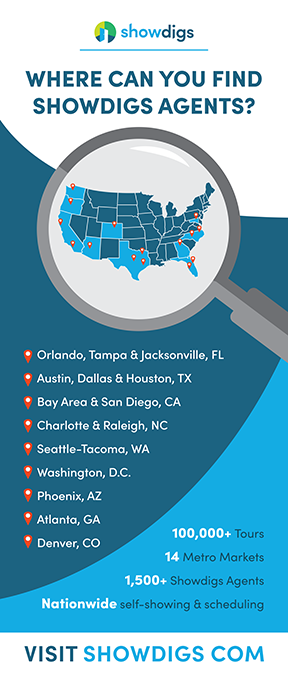 showdigs
WHERE CAN YOU FIND
SHOWDIGS AGENTS?
Orlando, Tampa & Jacksonville, FL
Austin, Dallas & Houston, TX
Bay Area & San Diego, CA
Charlotte & Raleigh, NC
Seattle-Tacoma, WA
Washington, D.C.
Phoenix, AZ
Atlanta, GA
Denver, CO
100,000+ Tours
14 Metro Markets
1,500+ Showdigs Agents
Nationwide self-showing & scheduling
VISIT SHOWDIGS COM